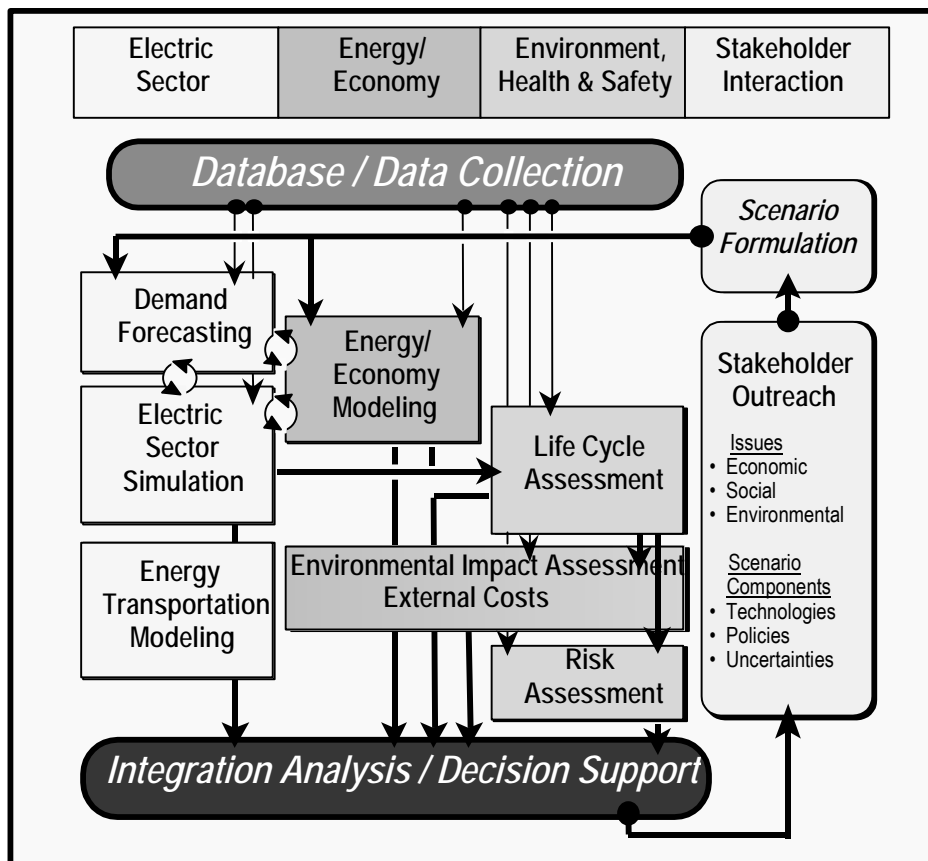 Electric
Sector
Energy/
Economy
Environment,
Health & Safety
Stakeholder
Interaction
Database / Data Collection
Scenario
Formulation
Demand
Forecasting
Energy/
Economy
Modeling
Electric
Sector
Simulation
Life Cycle
Assessment
Stakeholder
Outreach
Issues
• Economic
• Social
• Environmental
Scenario
Components
• Technologies
• Policies
• Uncertainties
Energy
Transportation
Modeling
Environmental Impact Assessment
External Costs
Risk
Assessment
Integration Analysis / Decision Support